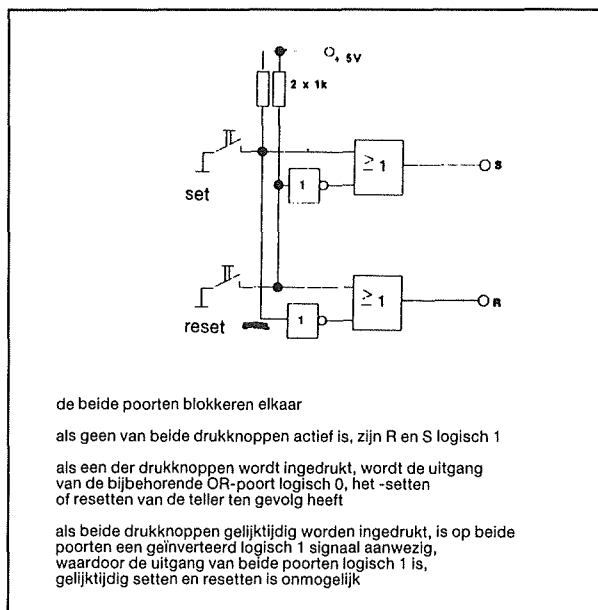 + 5V
2 x 1k
≥ 1
S
1
set
≥ 1
R
1
reset
de beide poorten blokkeren elkaar
als geen van beide drukknoppen actief is, zijn R en S logisch 1
als een der drukknoppen wordt ingedrukt, wordt de uitgang
van de bijbehorende OR-poort logisch 0, het -setten
of resetten van de teller ten gevolg heeft
als beide drukknoppen gelijktijdig worden ingedrukt, is op beide
poorten een geïnverteerd logisch 1 signaal aanwezig,
waardoor de uitgang van beide poorten logisch 1 is,
gelijktijdig setten en resetten is onmogelijk